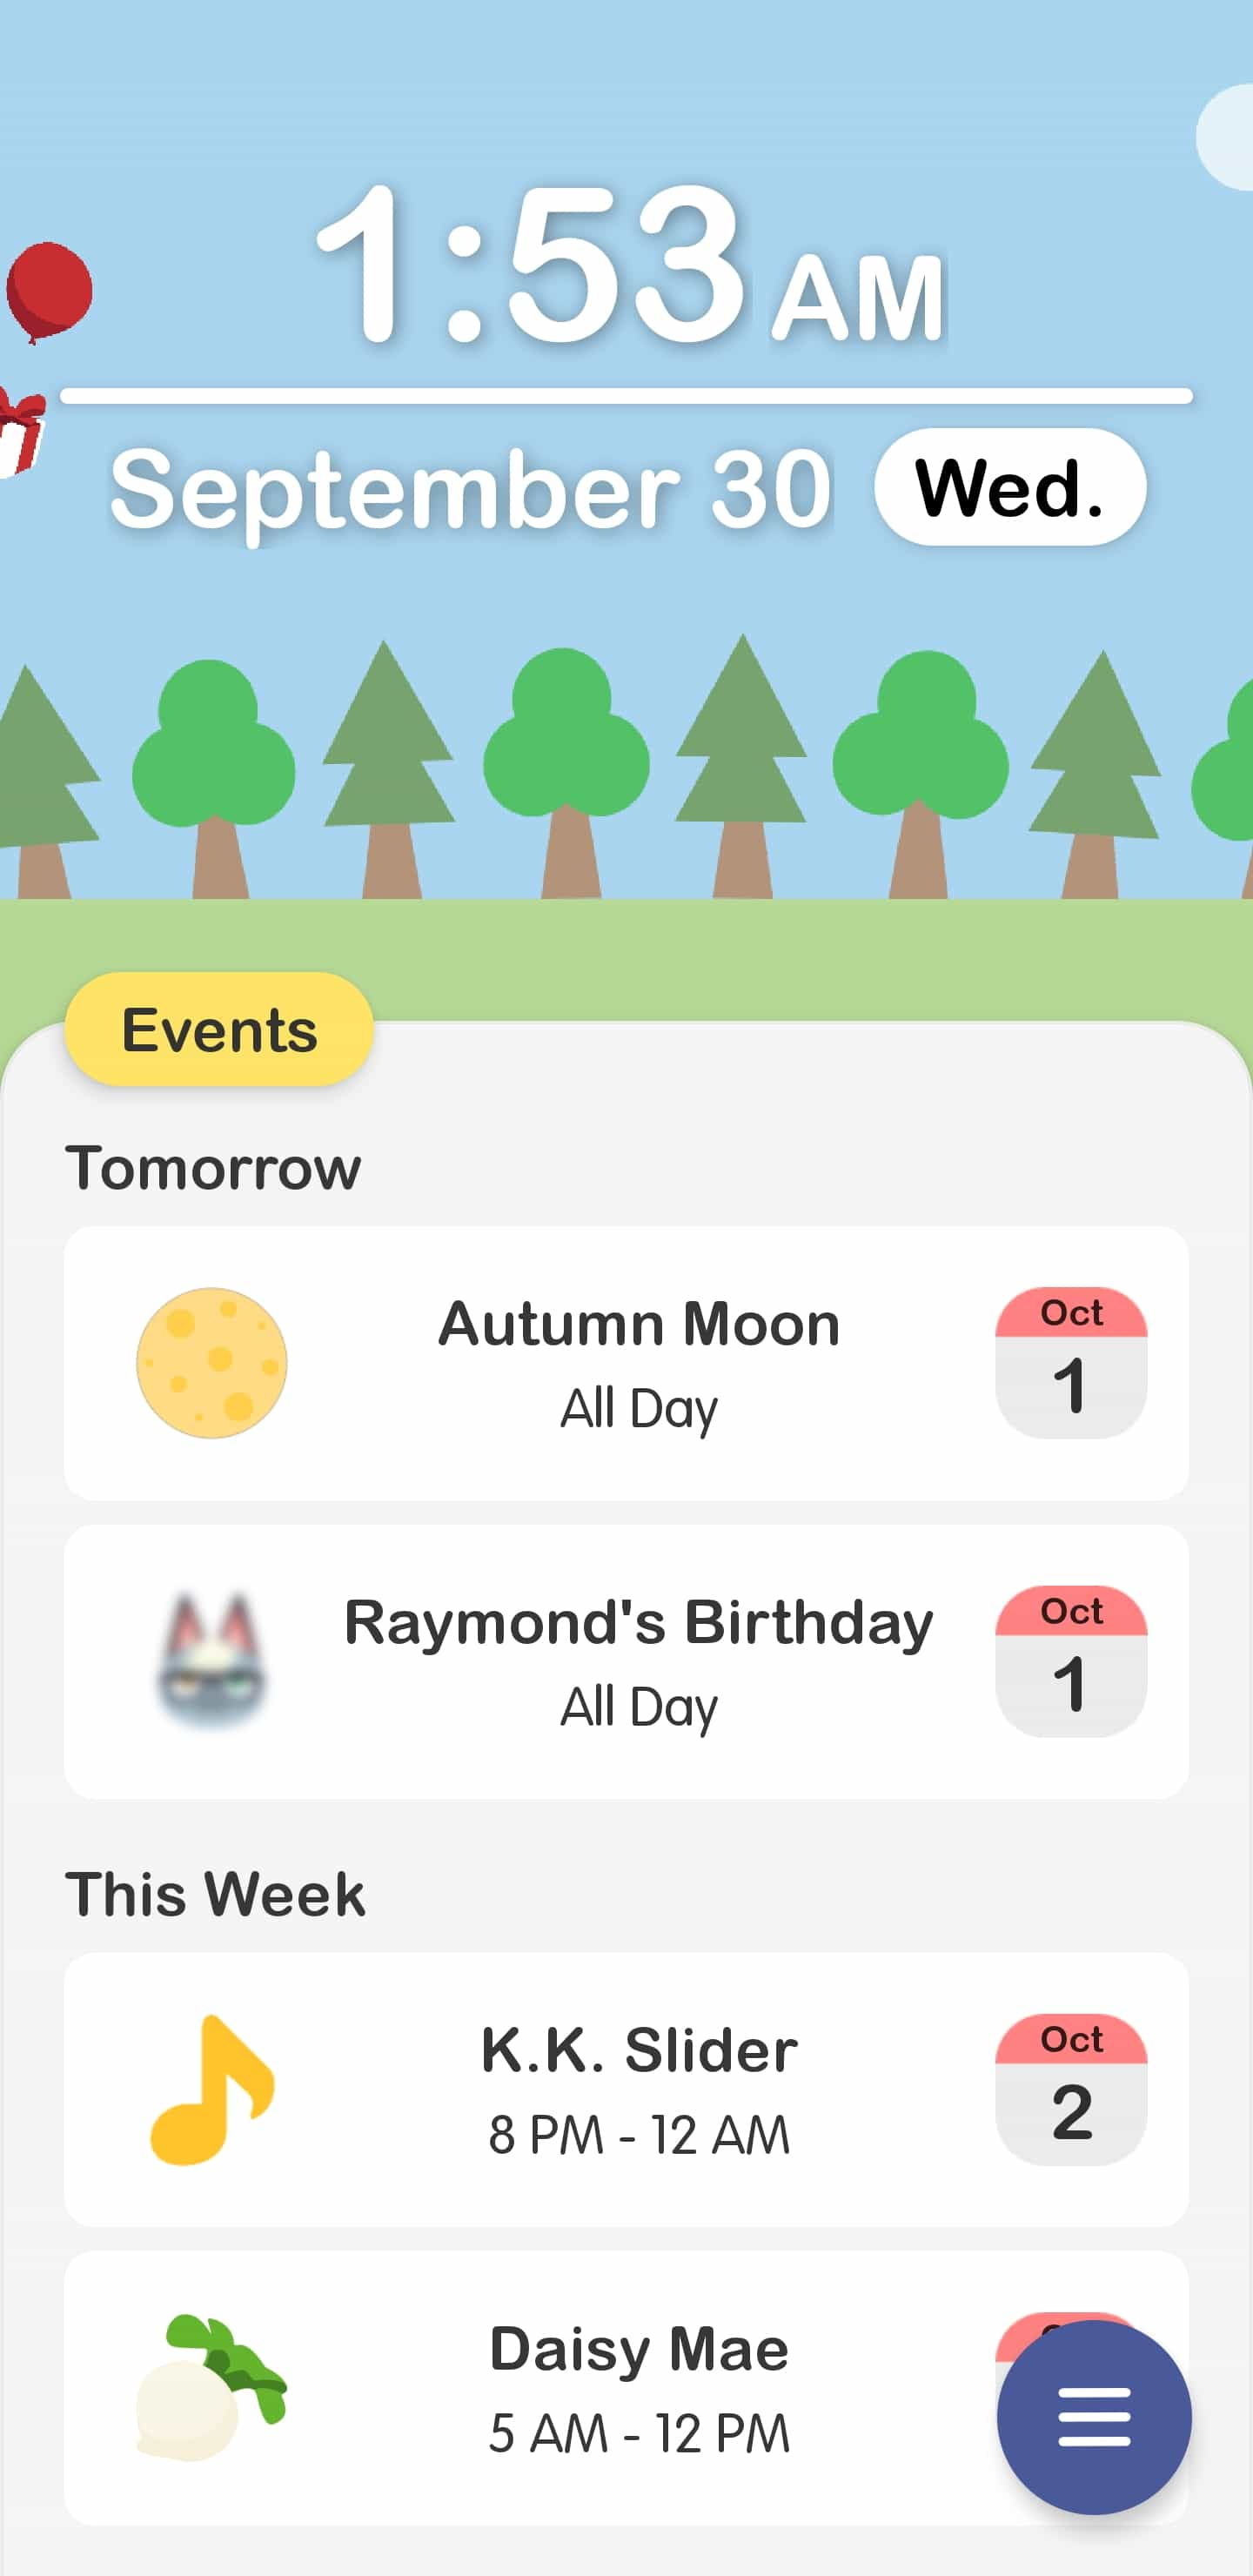 1:53 AM
September 30 Wed.
Events
Tomorrow
Autumn Moon
All Day
Oct
1
Raymond's Birthday
All Day
Oct
1
This Week
K.K. Slider
8 PM - 12 AM
Oct
2
Daisy Mae
5 AM - 12 PM